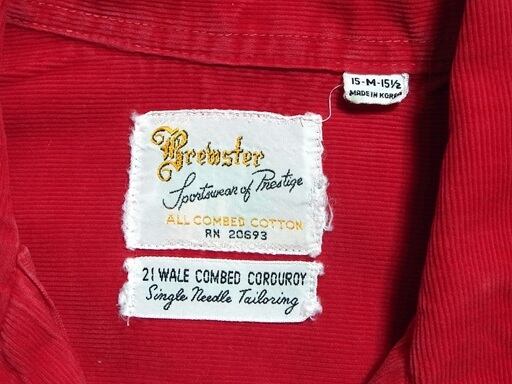 15-M-15½
MADE IN KOREA
Brewster
Sportswear of Prestige
ALL COMBED COTTON
RN 20693
21 WALE COMBED CORDUROY
Single Needle Tailoring